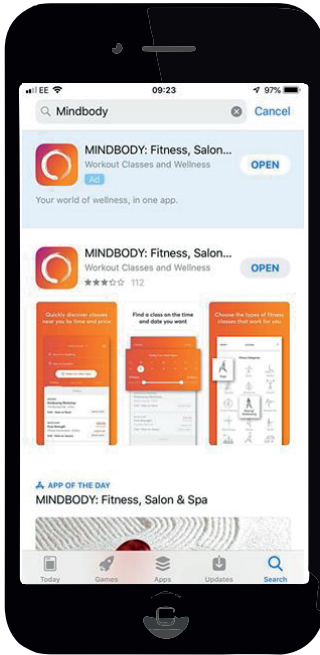 EE 09:23 97%
Mindbody Cancel
MINDBODY: Fitness, Salon...
Workout Classes and Wellness
Ad
OPEN
Your world of wellness, in one app.
MINDBODY: Fitness, Salon...
Workout Classes and Wellness
112
OPEN
Quickly discover classes
near you by time and price
Find a class on the time
and date you want
Choose the types of fitness
classes that work for you
APP OF THE DAY
MINDBODY: Fitness, Salon & Spa
Today Games Apps Updates Search